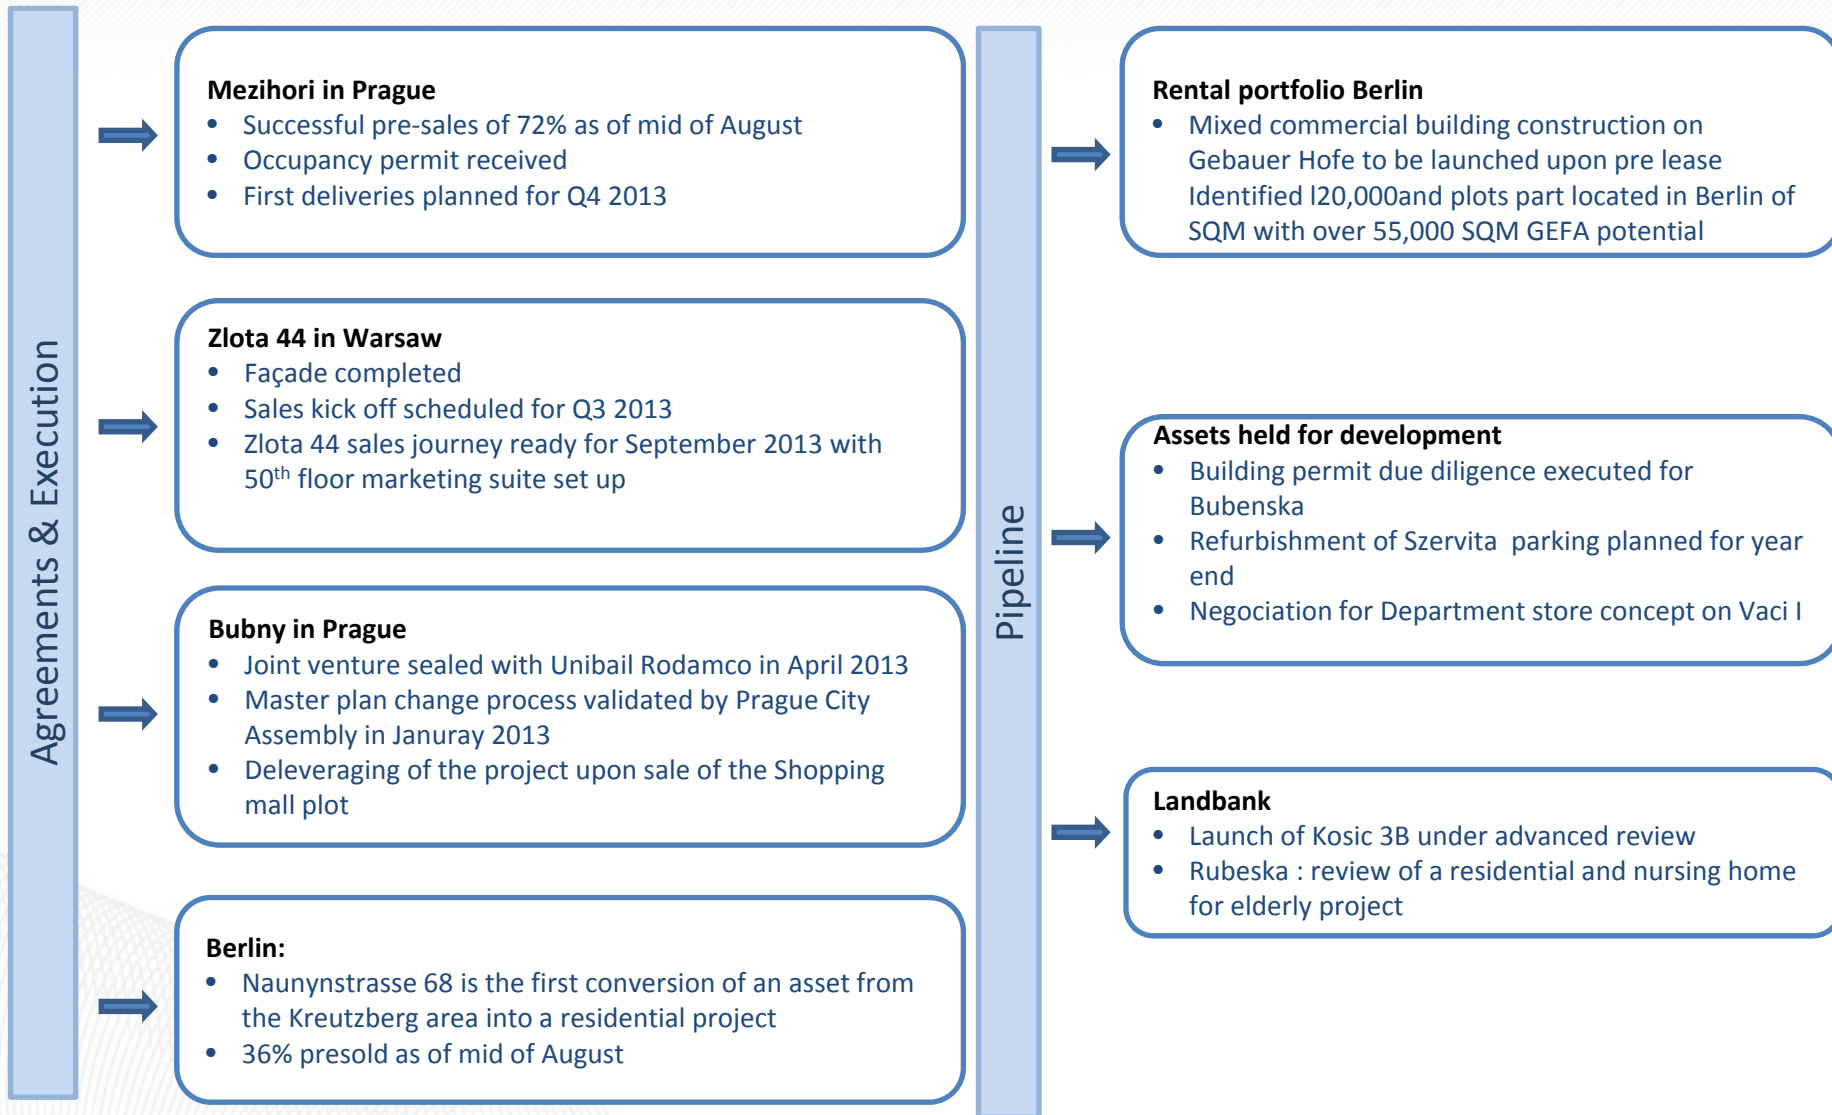 Agreements & Execution
Mezihori in Prague
• Successful pre-sales of 72% as of mid of August
• Occupancy permit received
• First deliveries planned for Q4 2013
Zlota 44 in Warsaw
• Façade completed
• Sales kick off scheduled for Q3 2013
• Zlota 44 sales journey ready for September 2013 with
50th floor marketing suite set up
Bubny in Prague
• Joint venture sealed with Unibail Rodamco in April 2013
• Master plan change process validated by Prague City
Assembly in Januray 2013
• Deleveraging of the project upon sale of the Shopping
mall plot
Berlin:
• Naunynstrasse 68 is the first conversion of an asset from
the Kreutzberg area into a residential project
• 36% presold as of mid of August
Pipeline
Rental portfolio Berlin
• Mixed commercial building construction on
Gebauer Hofe to be launched upon pre lease
Identified l20,000and plots part located in Berlin of
SQM with over 55,000 SQM GEFA potential
Assets held for development
• Building permit due diligence executed for
Bubenska
• Refurbishment of Szervita parking planned for year
end
• Negociation for Department store concept on Vaci I
Landbank
• Launch of Kosic 3B under advanced review
• Rubeska : review of a residential and nursing home
for elderly project